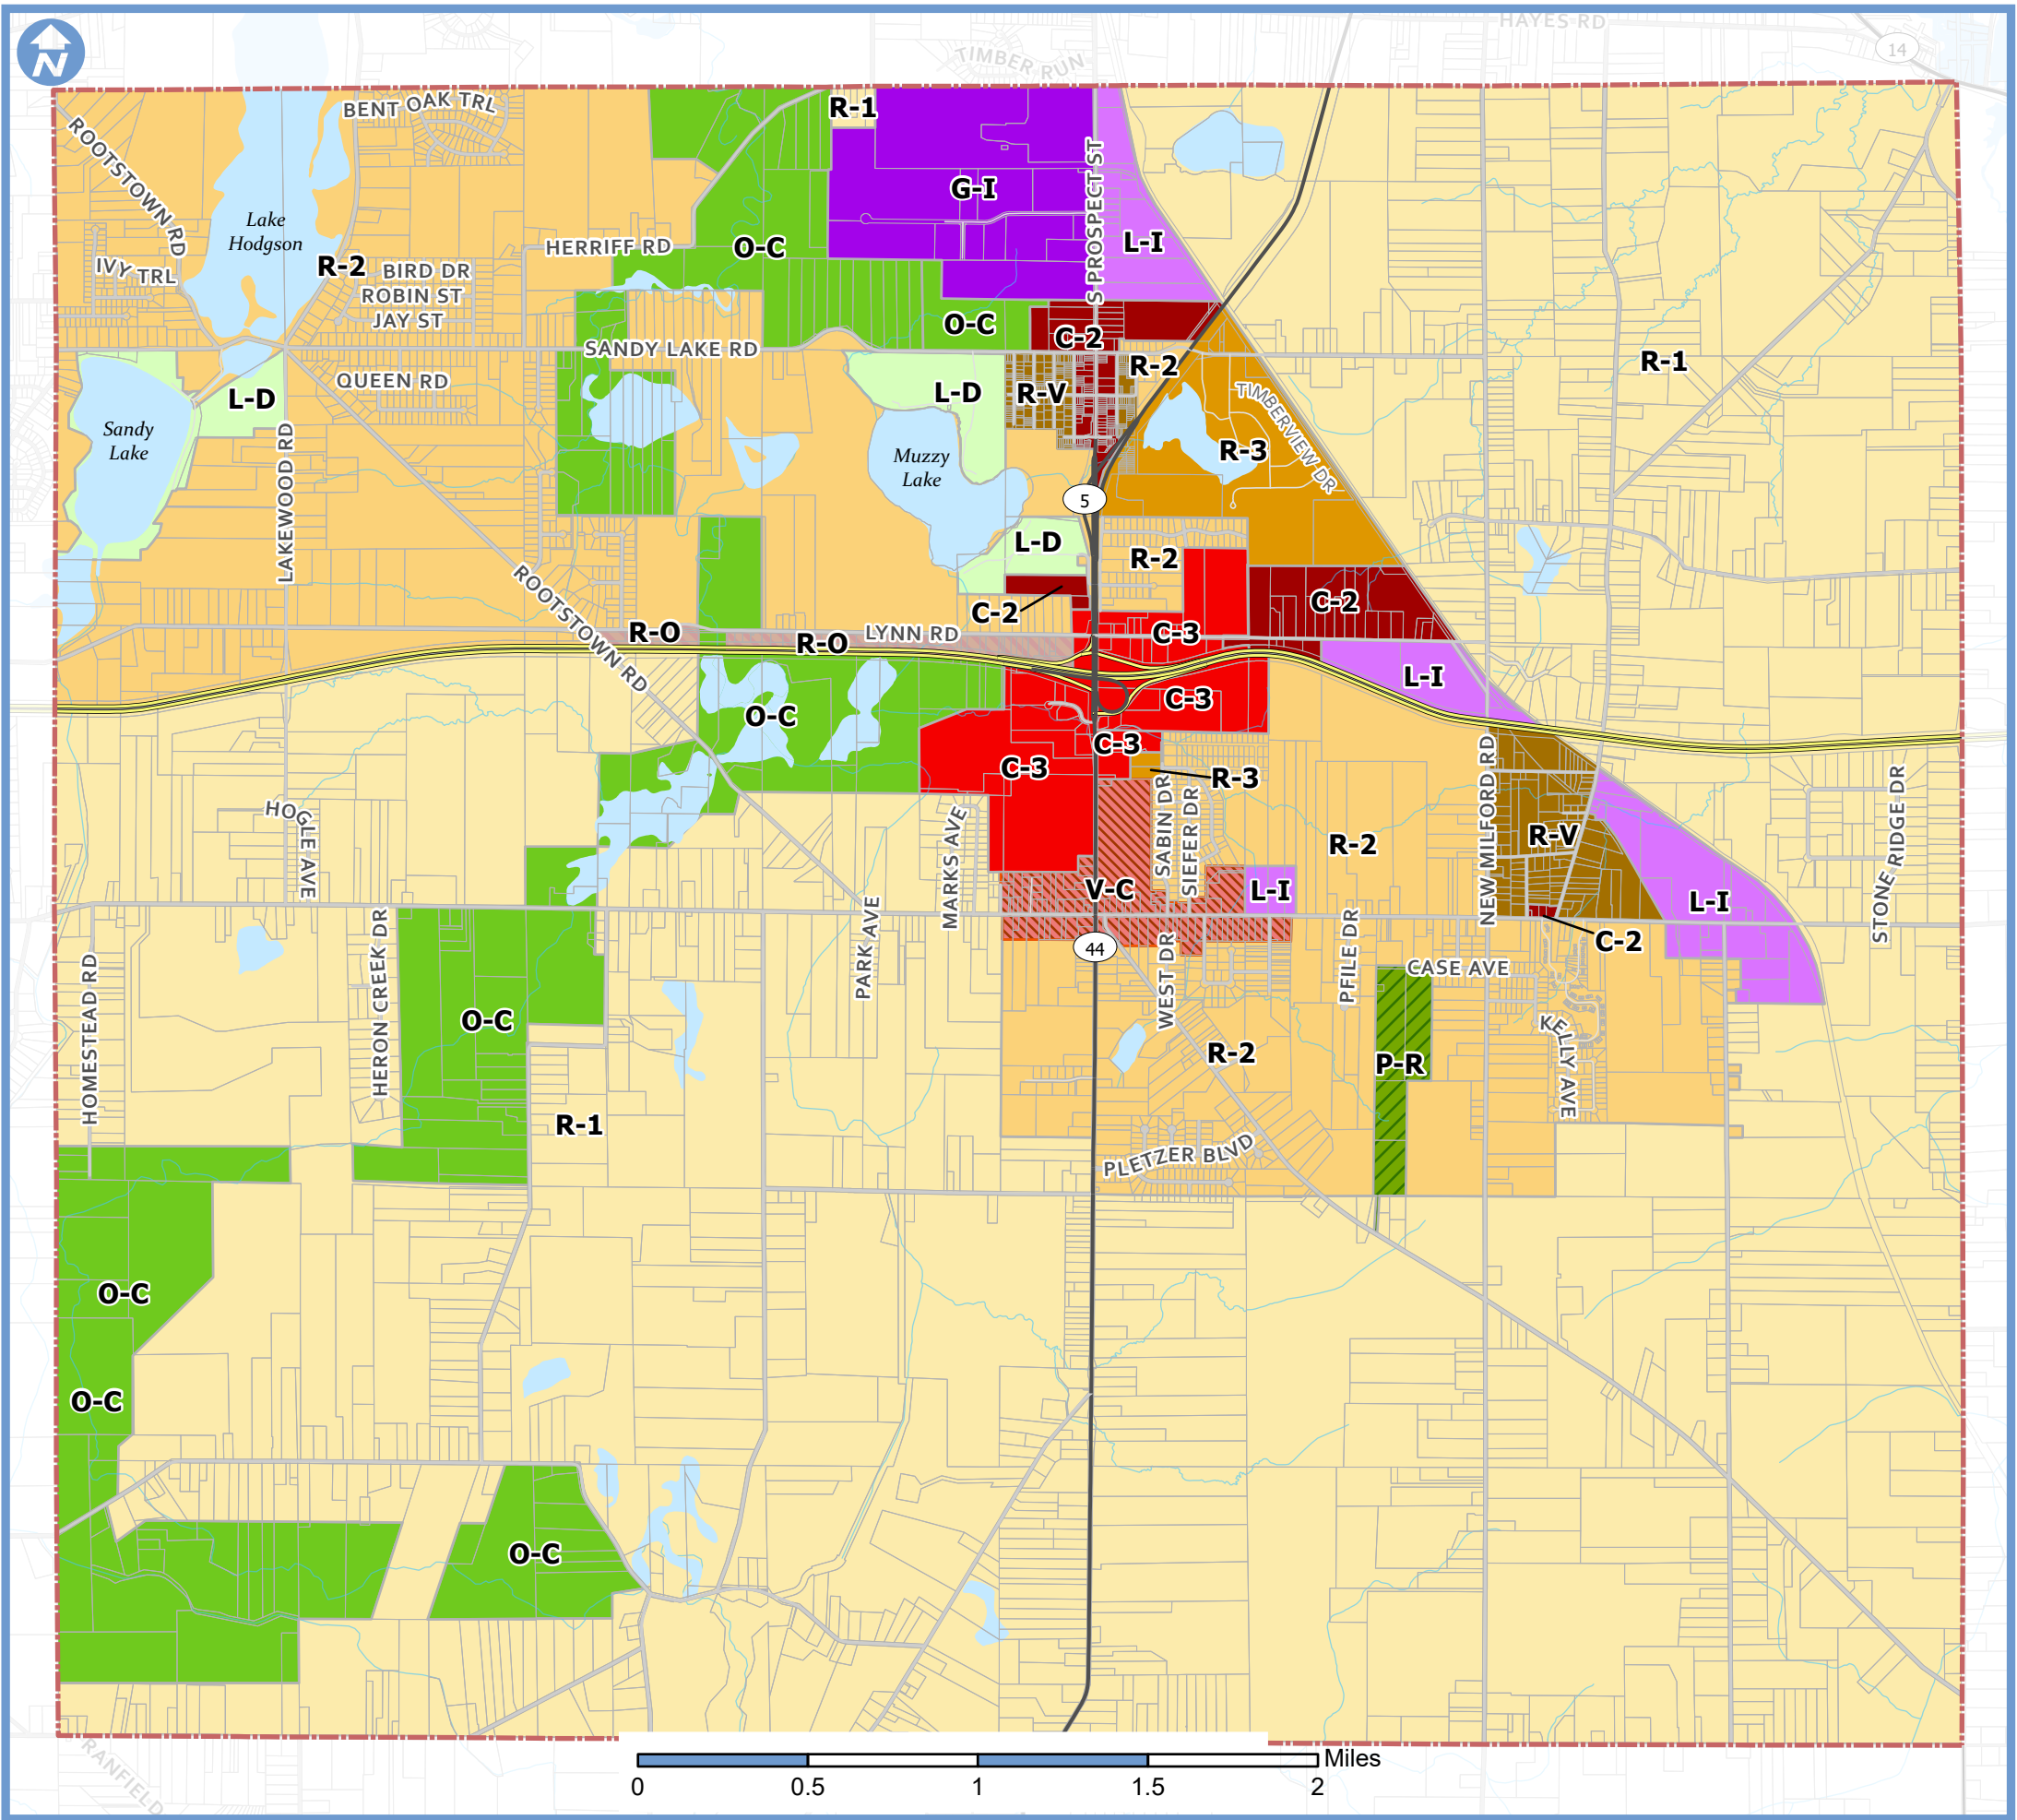 HAYES RD
14
TIMBER RUN
N
BENT OAK TRL
R-1
ROOTSTOWN RD
S PROSPECT ST
G-I
Lake
Hodgson
L-I
HERRIFF RD
O-C
IVY TRL
R-2
BIRD DR
ROBIN ST
JAY ST
O-C
C-2
SANDY LAKE RD
R-2
R-1
QUEEN RD
L-D
L-D
R-V
TIMBERVIEW DR
Sandy
Lake
LAKEWOOD RD
Muzzy
Lake
R-3
5
L-D
R-2
ROOTSTOWN RD
C-2
C-2
R-O
R-O
LYNN RD
C-3
L-I
C-3
O-C
C-3
C-3
R-3
NEW MILFORD RD
STONE RIDGE DR
HOGLE AVE
MARKS AVE
SABIN DR
SIEFER DR
R-2
R-V
V-C
L-I
L-I
PARK AVE
C-2
44
WEST DR
PFILE DR
CASE AVE
HOMESTEAD RD
HERON CREEK DR
O-C
KELLY AVE
R-2
P-R
R-1
PLETZER BLVD
O-C
O-C
O-C
RANFIELD
Miles
0 0.5 1 1.5 2